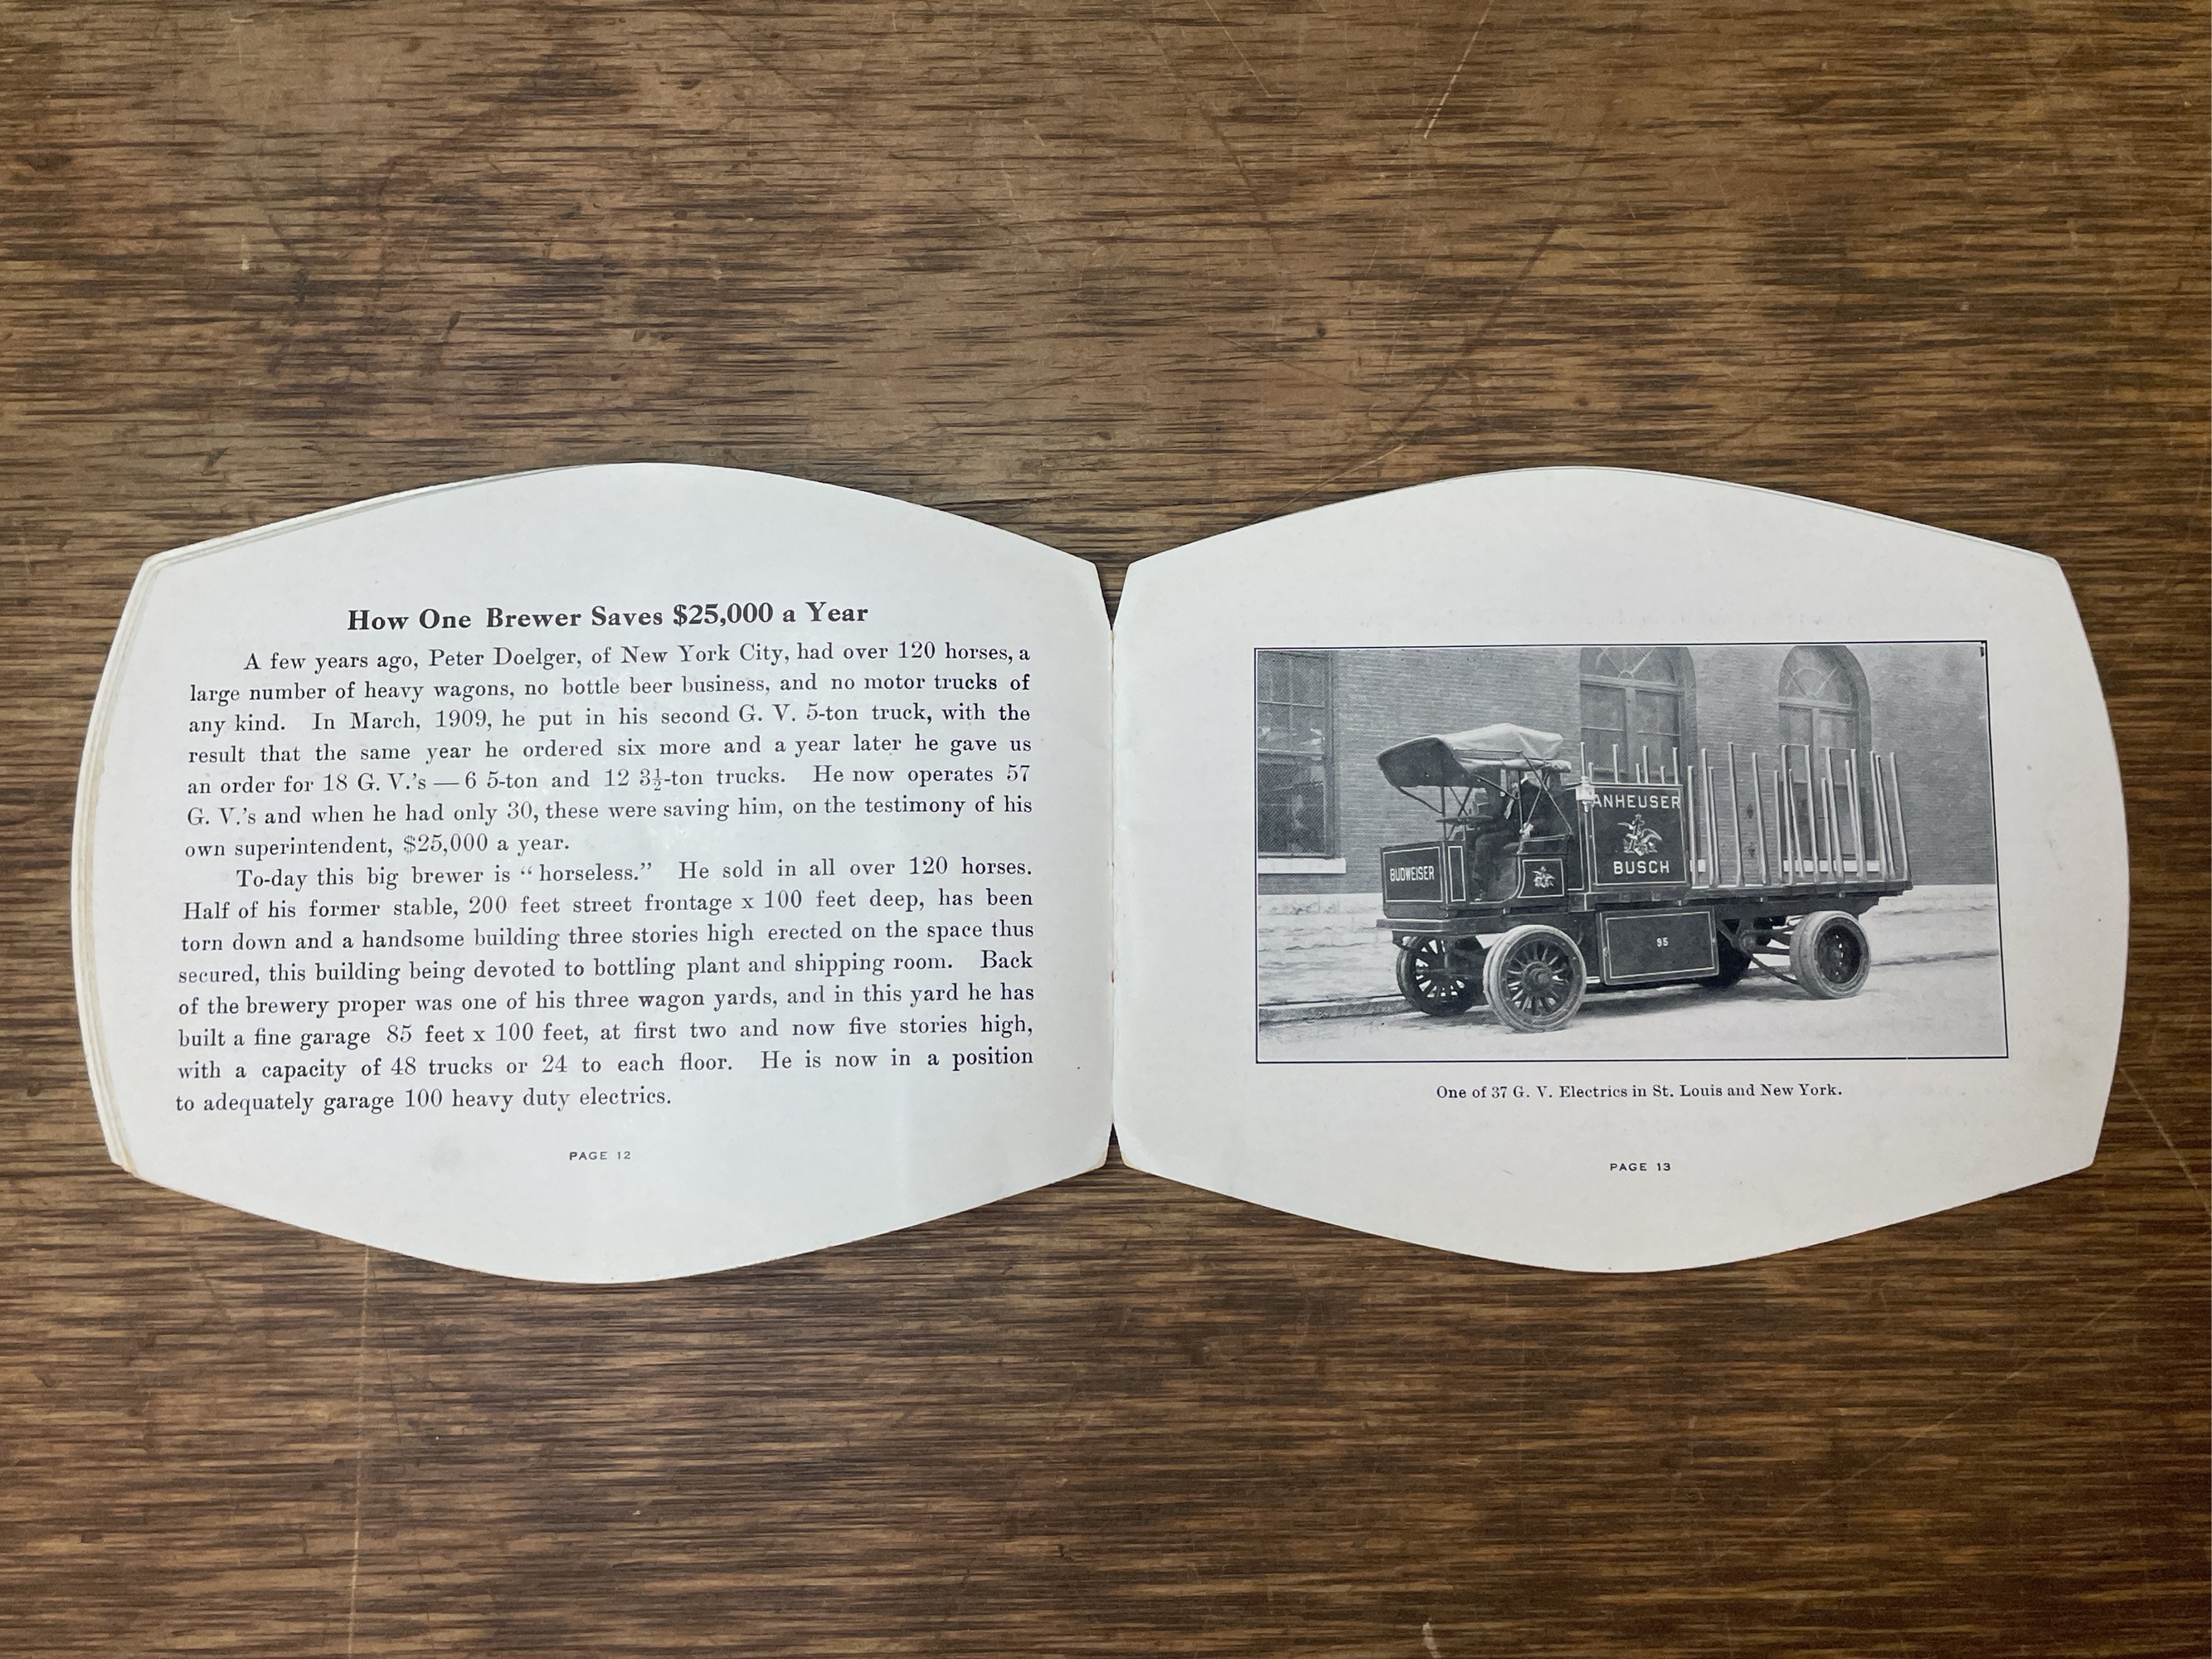 How One Brewer Saves $25,000 a Year
A few years ago, Peter Doelger, of New York City, had over 120 horses, a
large number of heavy wagons, no bottle beer business, and no motor trucks of
any kind. In March, 1909, he put in his second G. V. 5-ton truck, with the
result that the same year he ordered six more and a year later he gave us
an order for 18 G. V.'s — 6 5-ton and 12 3½-ton trucks. He now operates 57
G. V.'s and when he had only 30, these were saving him, on the testimony of his
own superintendent, $25,000 a year.
To-day this big brewer is "horseless." He sold in all over 120 horses.
Half of his former stable, 200 feet street frontage x 100 feet deep, has been
torn down and a handsome building three stories high erected on the space thus
secured, this building being devoted to bottling plant and shipping room. Back
of the brewery proper was one of his three wagon yards, and in this yard he has
built a fine garage 85 feet x 100 feet, at first two and now five stories high,
with a capacity of 48 trucks or 24 to each floor. He is now in a position
to adequately garage 100 heavy duty electrics.
PAGE 12
ANHEUSER
BUSCH
BUDWEISER
95
One of 37 G. V. Electrics in St. Louis and New York.
PAGE 13